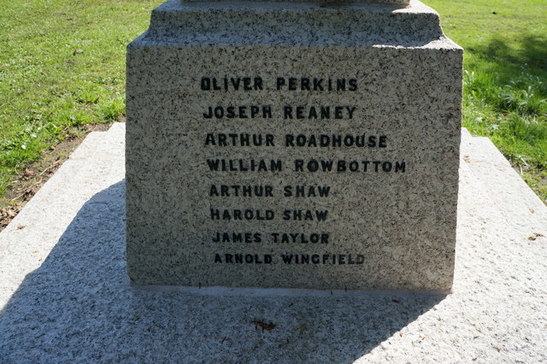 OLIVER PERKINS
JOSEPH REANEY
ARTHUR ROADHOUSE
WILLIAM ROWBOTTOM
ARTHUR SHAW
HAROLD SHAW
JAMES TAYLOR
ARNOLD WINGFIELD